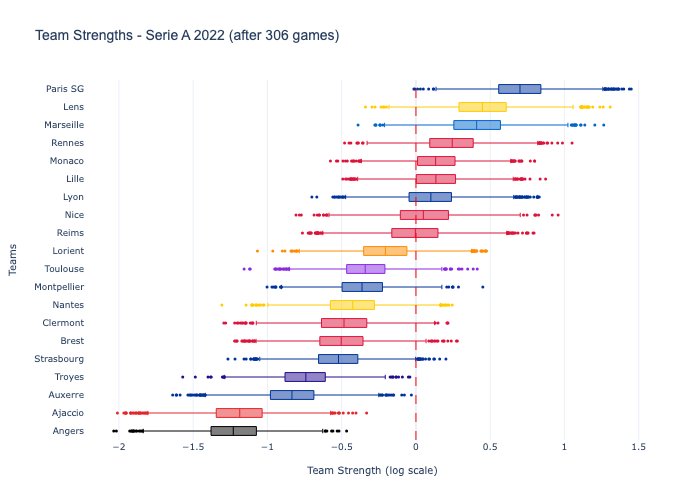 Team Strengths - Serie A 2022 (after 306 games)
Teams
Paris SG
Lens
Marseille
Rennes
Monaco
Lille
Lyon
Nice
Reims
Lorient
Toulouse
Montpellier
Nantes
Clermont
Brest
Strasbourg
Troyes
Auxerre
Ajaccio
Angers
−2 −1.5 −1 −0.5 0 0.5 1 1.5
Team Strength (log scale)